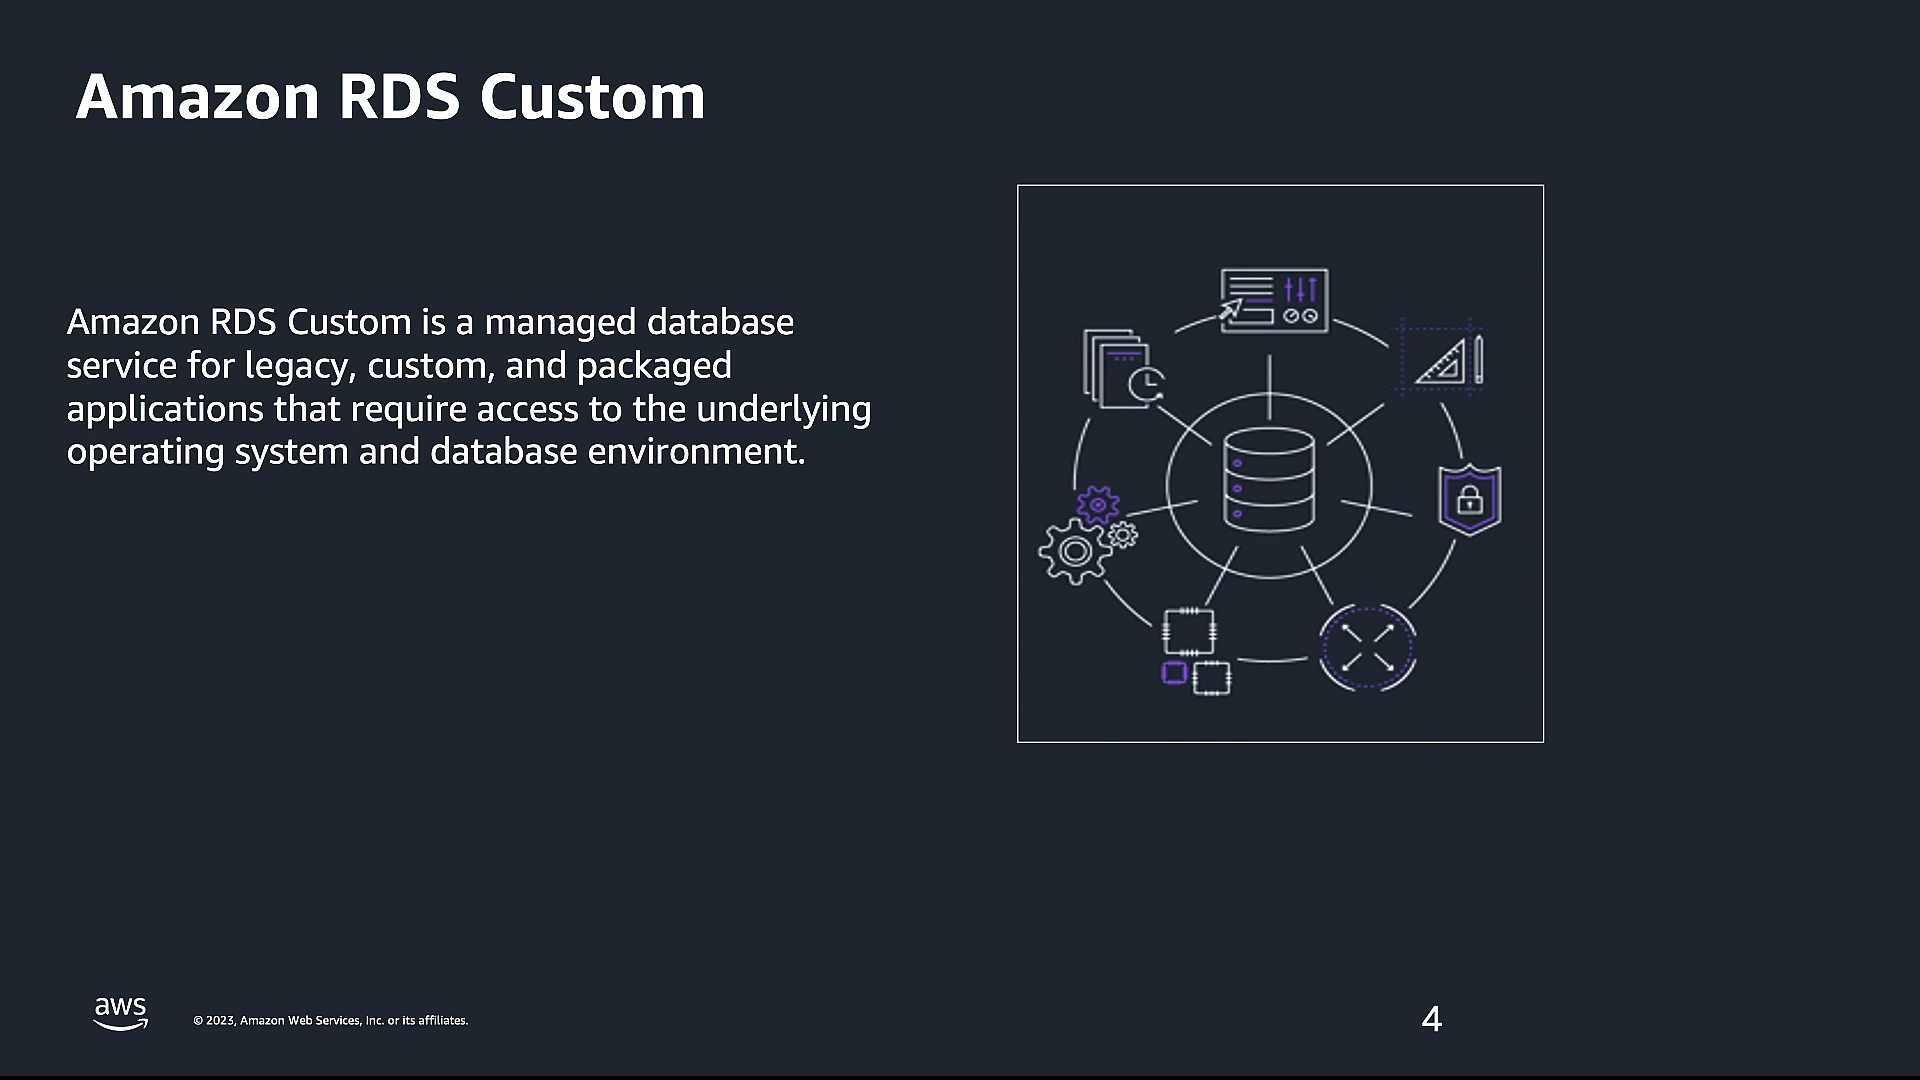 Amazon RDS Custom
Amazon RDS Custom is a managed database
service for legacy, custom, and packaged
applications that require access to the underlying
operating system and database environment.
aws
© 2023, Amazon Web Services, Inc. or its affiliates.
4